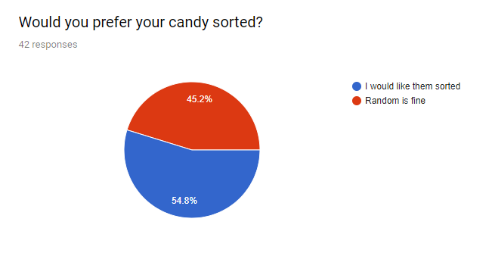 Would you prefer your candy sorted?
42 responses
45.2%
54.8%
I would like them sorted
Random is fine